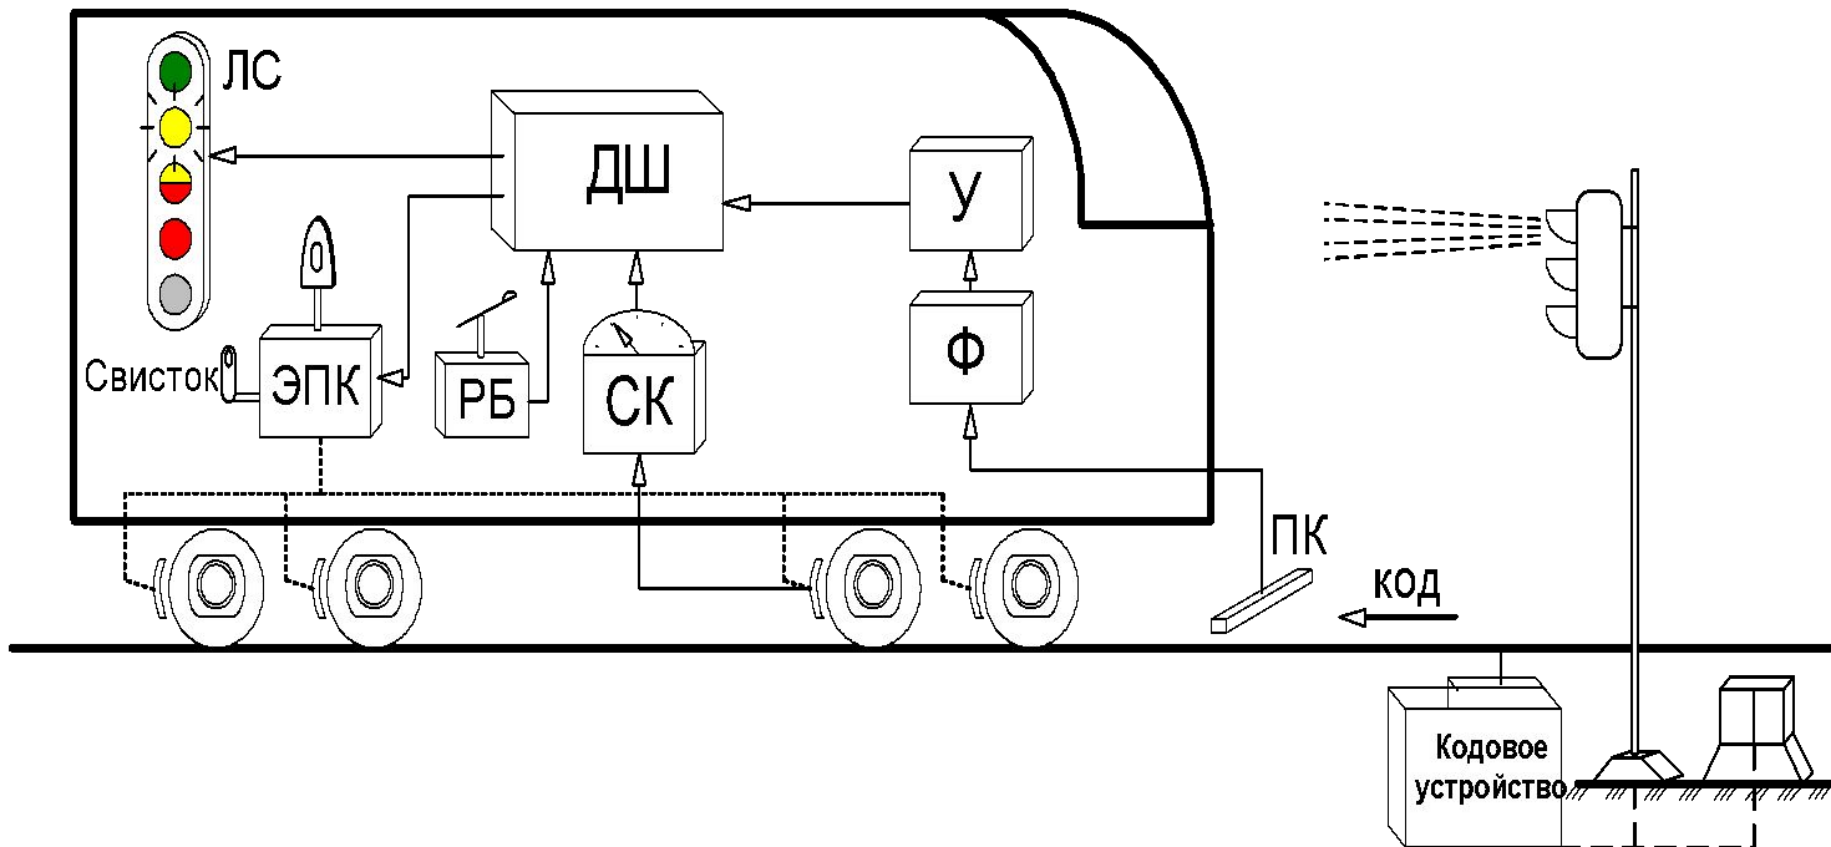 ЛС
ДШ
У
Ф
Свисток
ЭПК
РБ
СК
ПК
КОД
Кодовое
устройство